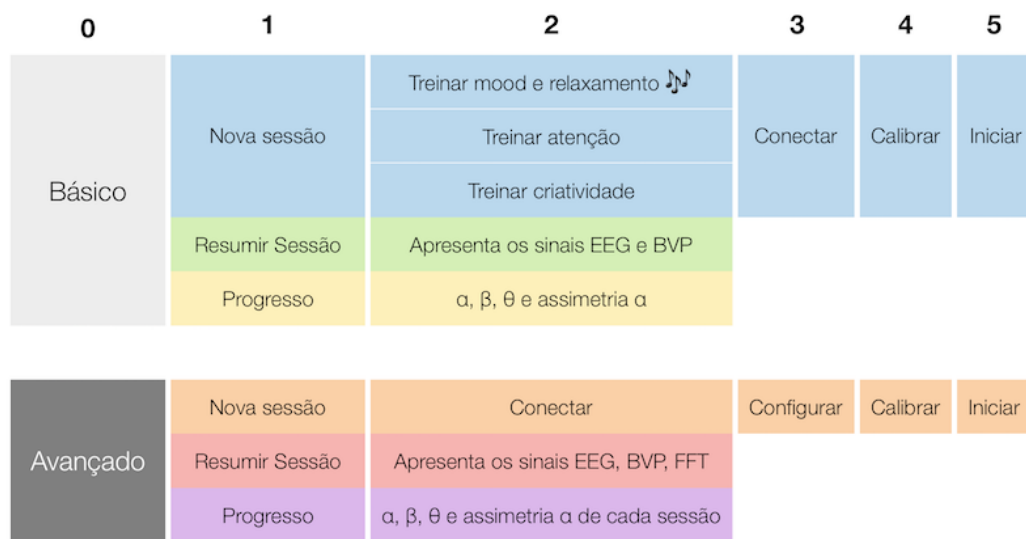 0 1 2 3 4 5
Básico
Nova sessão
Treinar mood e relaxamento
Treinar atenção
Treinar criatividade
Conectar
Calibrar
Iniciar
Resumir Sessão
Apresenta os sinais EEG e BVP
Progresso
α, β, θ e assimetria α
Avançado
Nova sessão
Conectar
Configurar
Calibrar
Iniciar
Resumir Sessão
Apresenta os sinais EEG, BVP, FFT
Progresso
α, β, θ e assimetria α de cada sessão